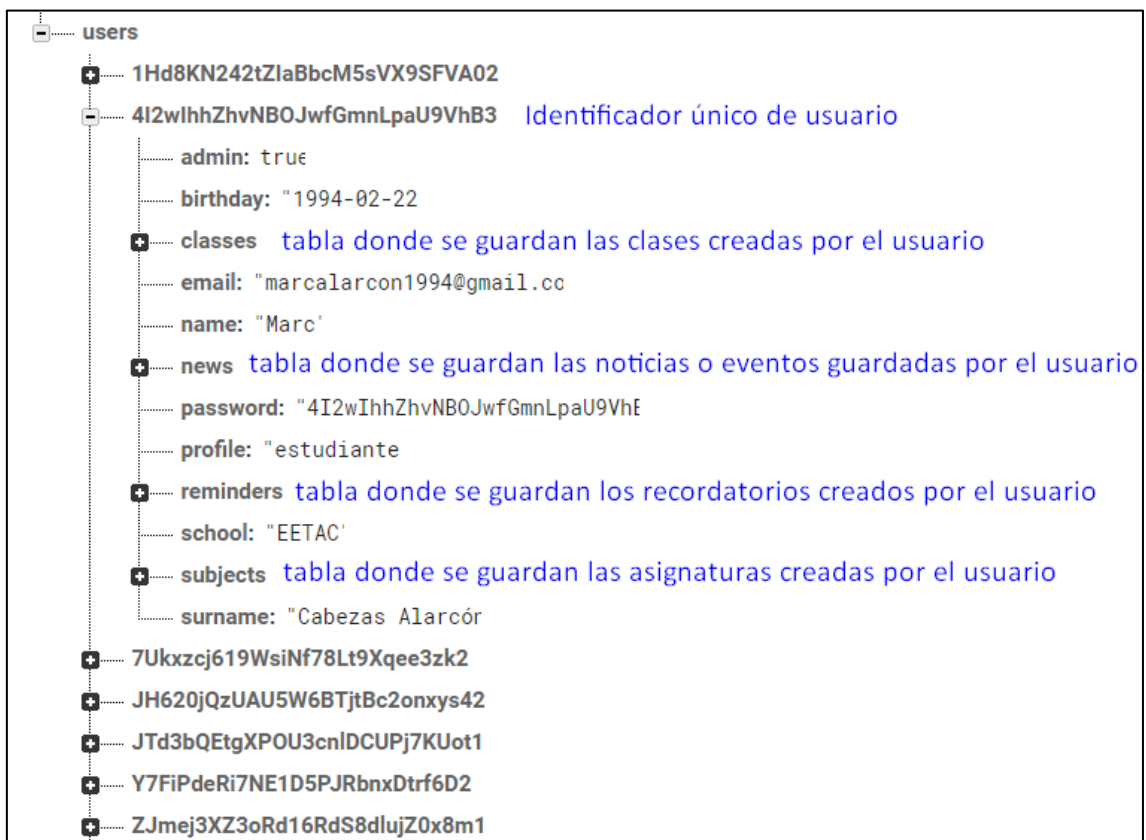 users
1Hd8KN242tZIaBbcM5sVX9SFVA02
4I2wIhhZhvNBOJwfGmnLpaU9VhB3 Identificador único de usuario
admin: true
birthday: "1994-02-22
classes tabla donde se guardan las clases creadas por el usuario
email: "marcalarcon1994@gmail.co
name: "Marc'
news tabla donde se guardan las noticias o eventos guardadas por el usuario
password: "4I2wIhhZhvNBOJwfGmnLpaU9VhE
profile: "estudiante
reminders tabla donde se guardan los recordatorios creados por el usuario
school: "EETAC'
subjects tabla donde se guardan las asignaturas creadas por el usuario
surname: "Cabezas Alarcór
7Ukxzcj619WsiNf78Lt9Xqee3zk2
JH620jQzUAU5W6BTjtBc2onxys42
JTd3bQEtgXPOU3cnlDCUPj7KUot1
Y7FiPdeRi7NE1D5PJRbnxDtrf6D2
ZJmej3XZ3oRd16RdS8dlujZ0x8m1